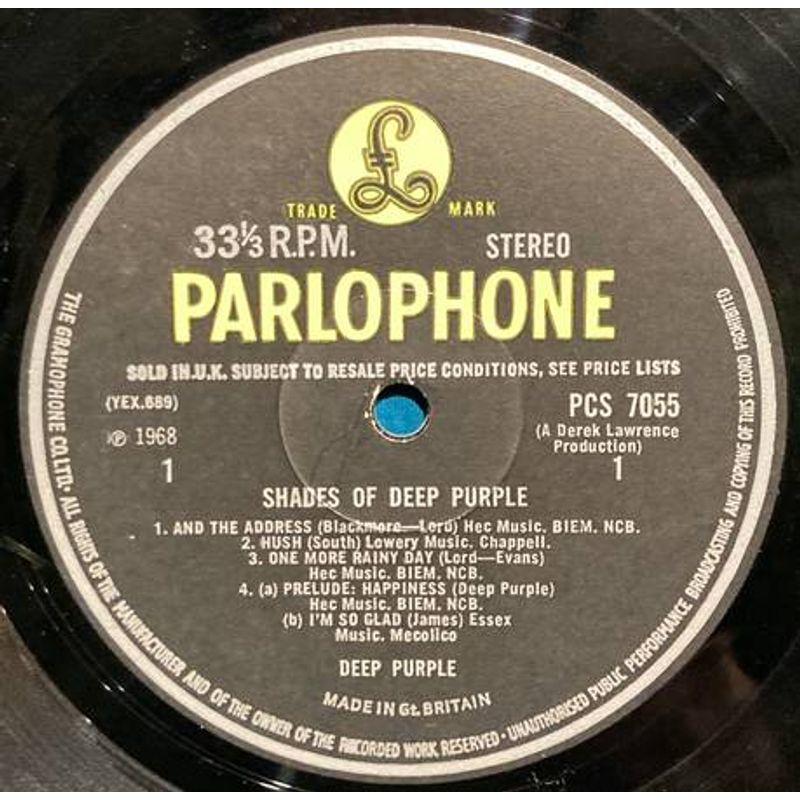 £
TRADE MARK
33⅓ R.P.M. STEREO
PARLOPHONE
SOLD IN U.K. SUBJECT TO RESALE PRICE CONDITIONS, SEE PRICE LISTS
(YEX.689) PCS 7055
℗ 1968 (A Derek Lawrence
Production)
1 1
SHADES OF DEEP PURPLE
1. AND THE ADDRESS (Blackmore—Lord) Hec Music. BIEM. NCB.
2. HUSH (South) Lowery Music. Chappell.
3. ONE MORE RAINY DAY (Lord—Evans)
Hec Music. BIEM. NCB.
4. (a) PRELUDE: HAPPINESS (Deep Purple)
Hec Music. BIEM. NCB.
(b) I'M SO GLAD (James) Essex
Music. Mecolico
DEEP PURPLE
MADE IN Gt. BRITAIN
THE GRAMOPHONE CO. LTD. • ALL RIGHTS OF THE MANUFACTURER AND OF THE OWNER OF THE RECORDED WORK RESERVED • UNAUTHORISED PUBLIC PERFORMANCE BROADCASTING AND COPYING OF THIS RECORD PROHIBITED